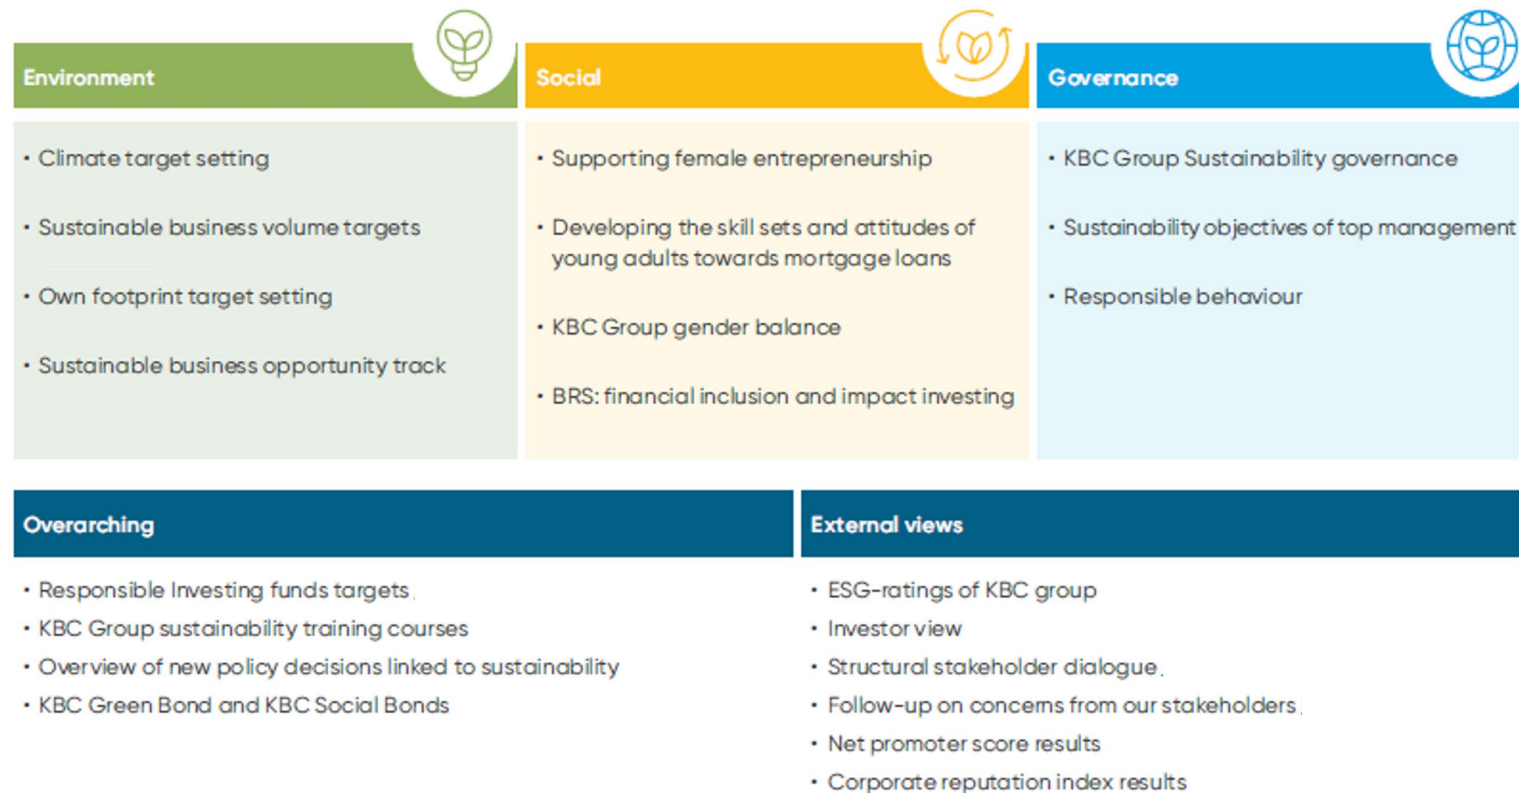 Environment
• Climate target setting
• Sustainable business volume targets
• Own footprint target setting
• Sustainable business opportunity track
Social
• Supporting female entrepreneurship
• Developing the skill sets and attitudes of
young adults towards mortgage loans
• KBC Group gender balance
• BRS: financial inclusion and impact investing
Governance
• KBC Group Sustainability governance
• Sustainability objectives of top management
• Responsible behaviour
Overarching
• Responsible Investing funds targets
• KBC Group sustainability training courses
• Overview of new policy decisions linked to sustainability
• KBC Green Bond and KBC Social Bonds
External views
• ESG-ratings of KBC group
• Investor view
• Structural stakeholder dialogue
• Follow-up on concerns from our stakeholders
• Net promoter score results
• Corporate reputation index results